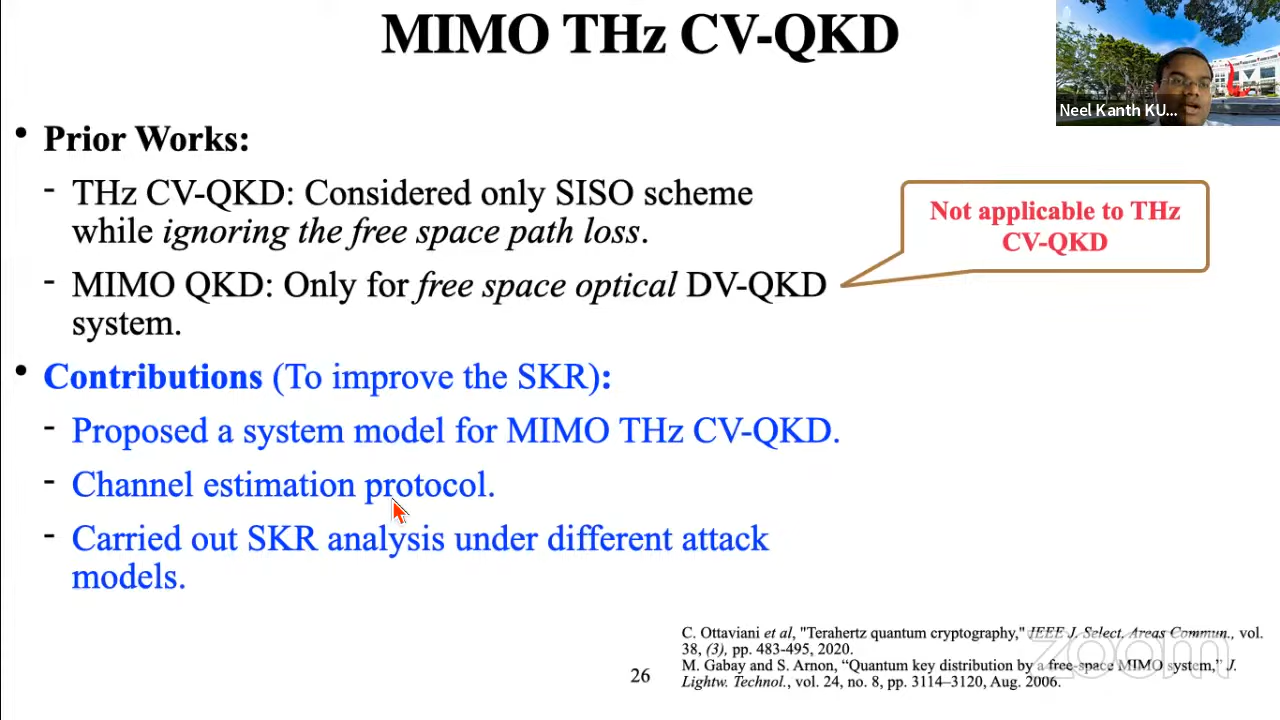 MIMO THz CV-QKD
Neel Kanth KU...
• Prior Works:
- THz CV-QKD: Considered only SISO scheme
while ignoring the free space path loss.
- MIMO QKD: Only for free space optical DV-QKD
system.
Not applicable to THz
CV-QKD
• Contributions (To improve the SKR):
- Proposed a system model for MIMO THz CV-QKD.
- Channel estimation protocol.
- Carried out SKR analysis under different attack
models.
C. Ottaviani et al, "Terahertz quantum cryptography," IEEE J. Select. Areas Commun., vol.
38, (3), pp. 483-495, 2020.
M. Gabay and S. Arnon, “Quantum key distribution by a free-space MIMO system,” J.
Lightw. Technol., vol. 24, no. 8, pp. 3114–3120, Aug. 2006.
26
zoom